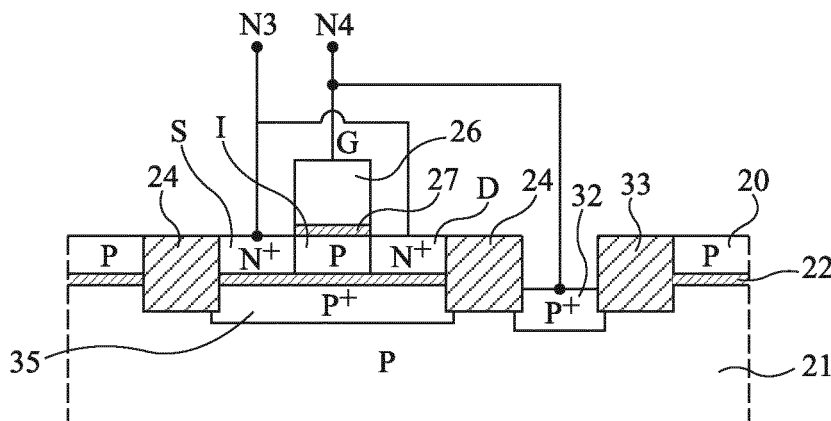 N3 N4
S I G 26
24 27 D 24 32 33 20
P N+ P N+ P
P+ P+ 22
35 P 21